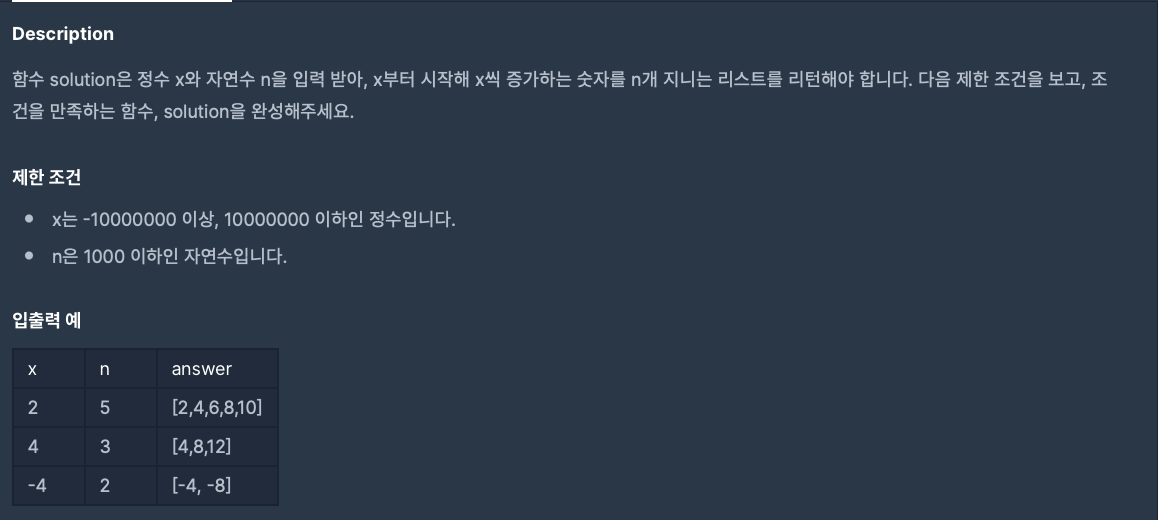 Description
함수 solution은 정수 x와 자연수 n을 입력 받아, x부터 시작해 x씩 증가하는 숫자를 n개 지니는 리스트를 리턴해야 합니다. 다음 제한 조건을 보고, 조
건을 만족하는 함수, solution을 완성해주세요.
제한 조건
x는 -10000000 이상, 10000000 이하인 정수입니다.
n은 1000 이하인 자연수입니다.
입출력 예
x n answer
2 5 [2,4,6,8,10]
4 3 [4,8,12]
-4 2 [-4, -8]